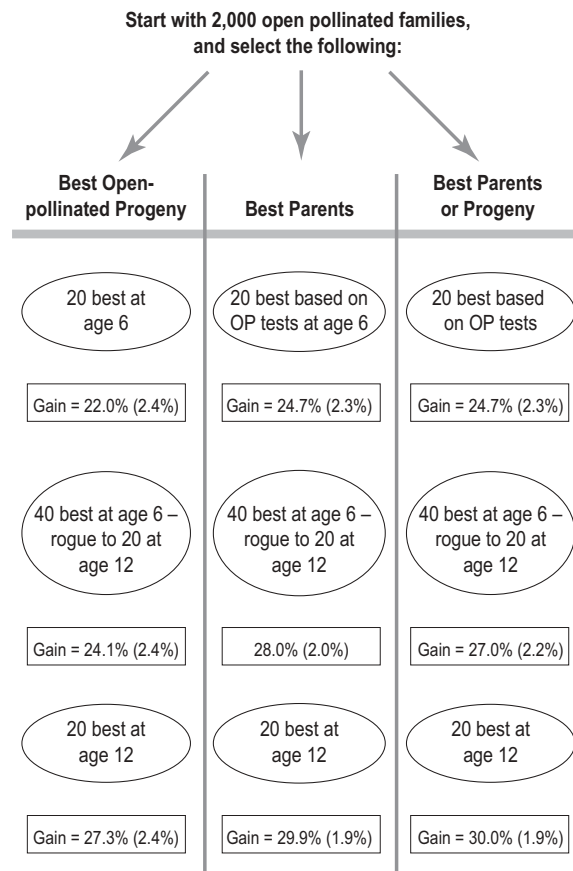 Start with 2,000 open pollinated families,
and select the following:
Best Open-
pollinated Progeny
Best Parents
Best Parents
or Progeny
20 best at
age 6
20 best based on
OP tests at age 6
20 best based
on OP tests
Gain = 22.0% (2.4%)
Gain = 24.7% (2.3%)
Gain = 24.7% (2.3%)
40 best at age 6 –
rogue to 20 at
age 12
40 best at age 6 –
rogue to 20 at
age 12
40 best at age 6 –
rogue to 20 at
age 12
Gain = 24.1% (2.4%)
28.0% (2.0%)
Gain = 27.0% (2.2%)
20 best at
age 12
20 best at
age 12
20 best at
age 12
Gain = 27.3% (2.4%)
Gain = 29.9% (1.9%)
Gain = 30.0% (1.9%)